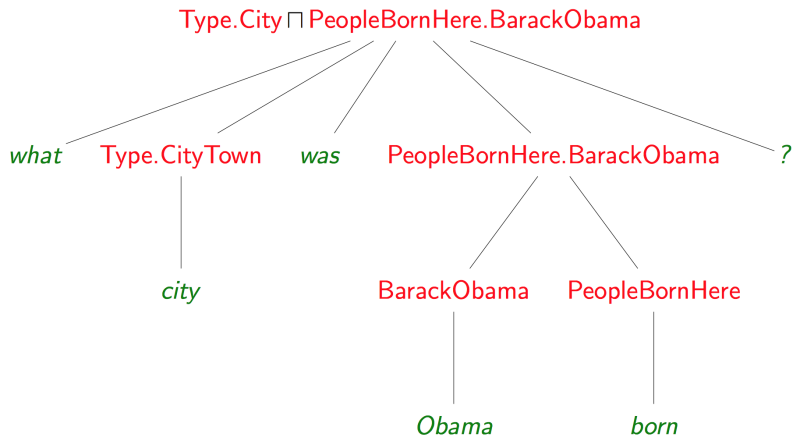 Type.City ⊓ PeopleBornHere.BarackObama
what Type.CityTown was PeopleBornHere.BarackObama ?
city BarackObama PeopleBornHere
Obama born